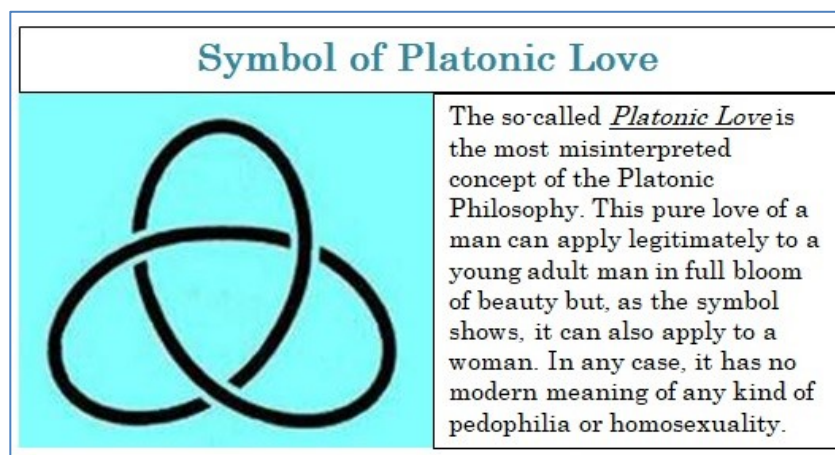 Symbol of Platonic Love
The so-called Platonic Love is
the most misinterpreted
concept of the Platonic
Philosophy. This pure love of a
man can apply legitimately to a
young adult man in full bloom
of beauty but, as the symbol
shows, it can also apply to a
woman. In any case, it has no
modern meaning of any kind of
pedophilia or homosexuality.